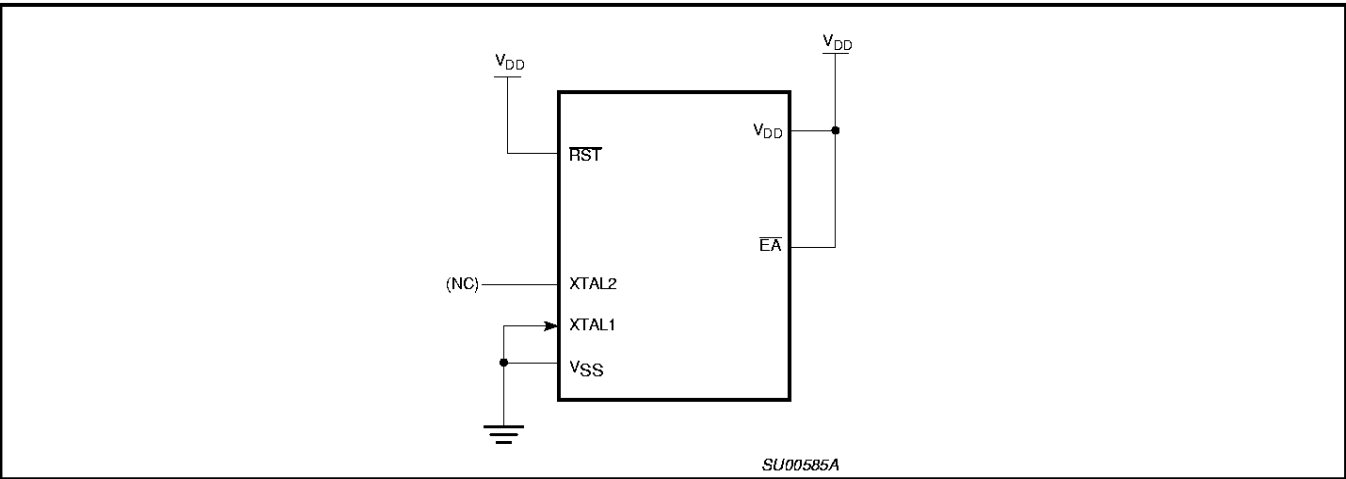 VDD
VDD
VDD
RST
EA
(NC)
XTAL2
XTAL1
VSS
SU00585A